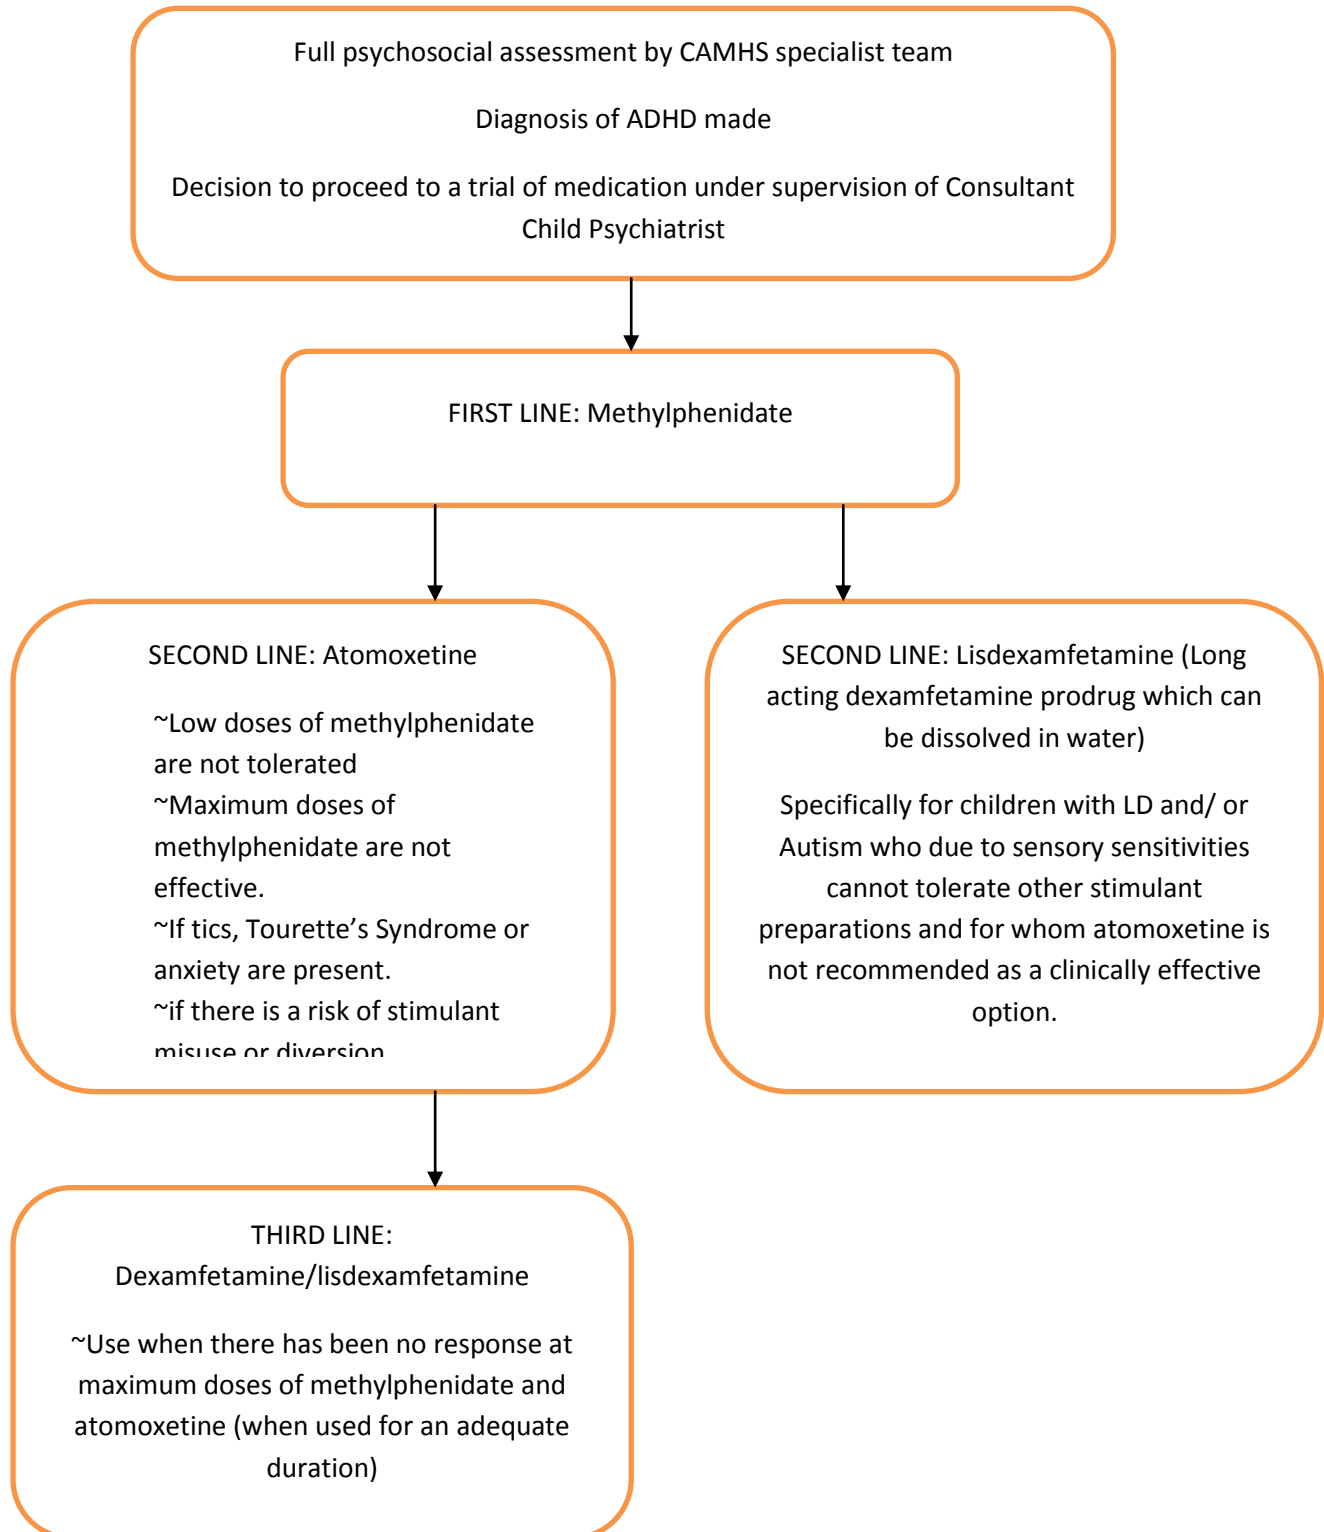 Full psychosocial assessment by CAMHS specialist team
Diagnosis of ADHD made
Decision to proceed to a trial of medication under supervision of Consultant
Child Psychiatrist
FIRST LINE: Methylphenidate
SECOND LINE: Atomoxetine
~Low doses of methylphenidate
are not tolerated
~Maximum doses of
methylphenidate are not
effective.
~If tics, Tourette’s Syndrome or
anxiety are present.
~if there is a risk of stimulant
misuse or diversion
SECOND LINE: Lisdexamfetamine (Long
acting dexamfetamine prodrug which can
be dissolved in water)
Specifically for children with LD and/ or
Autism who due to sensory sensitivities
cannot tolerate other stimulant
preparations and for whom atomoxetine is
not recommended as a clinically effective
option.
THIRD LINE:
Dexamfetamine/lisdexamfetamine
~Use when there has been no response at
maximum doses of methylphenidate and
atomoxetine (when used for an adequate
duration)